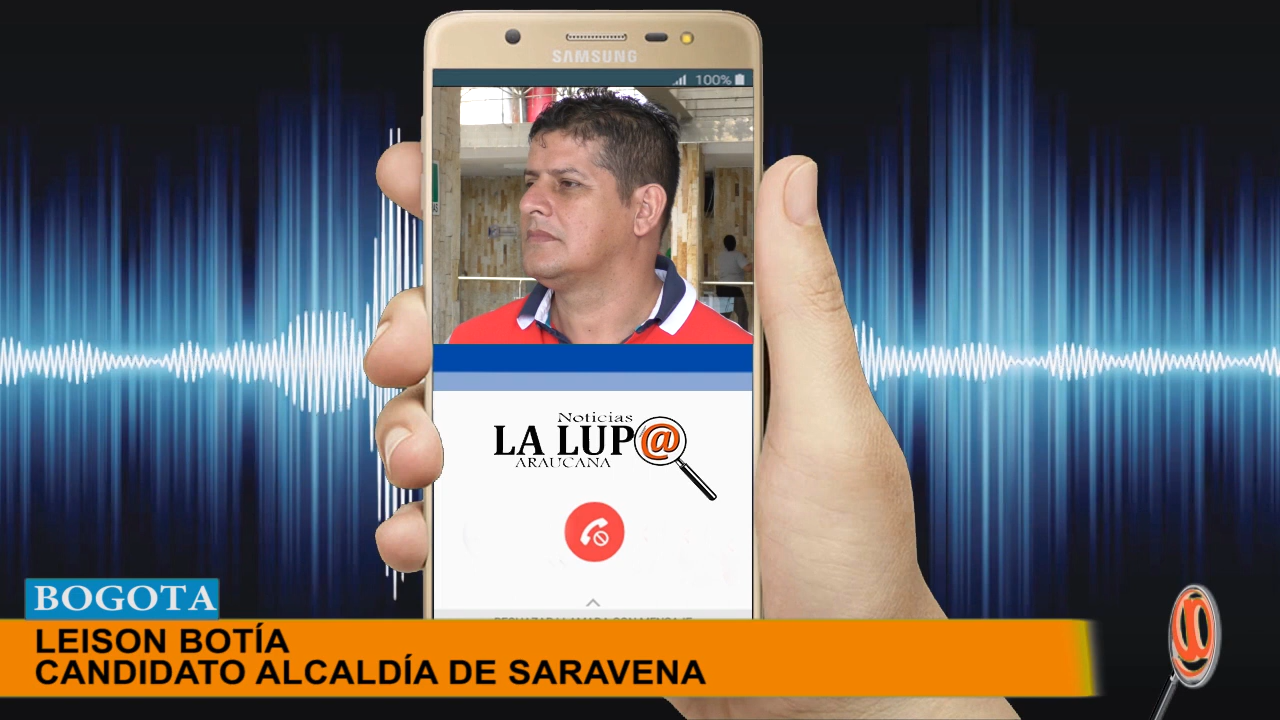 SAMSUNG
100%
Noticias
LA LUP@
ARAUCANA
BOGOTA
LEISON BOTÍA
CANDIDATO ALCALDÍA DE SARAVENA